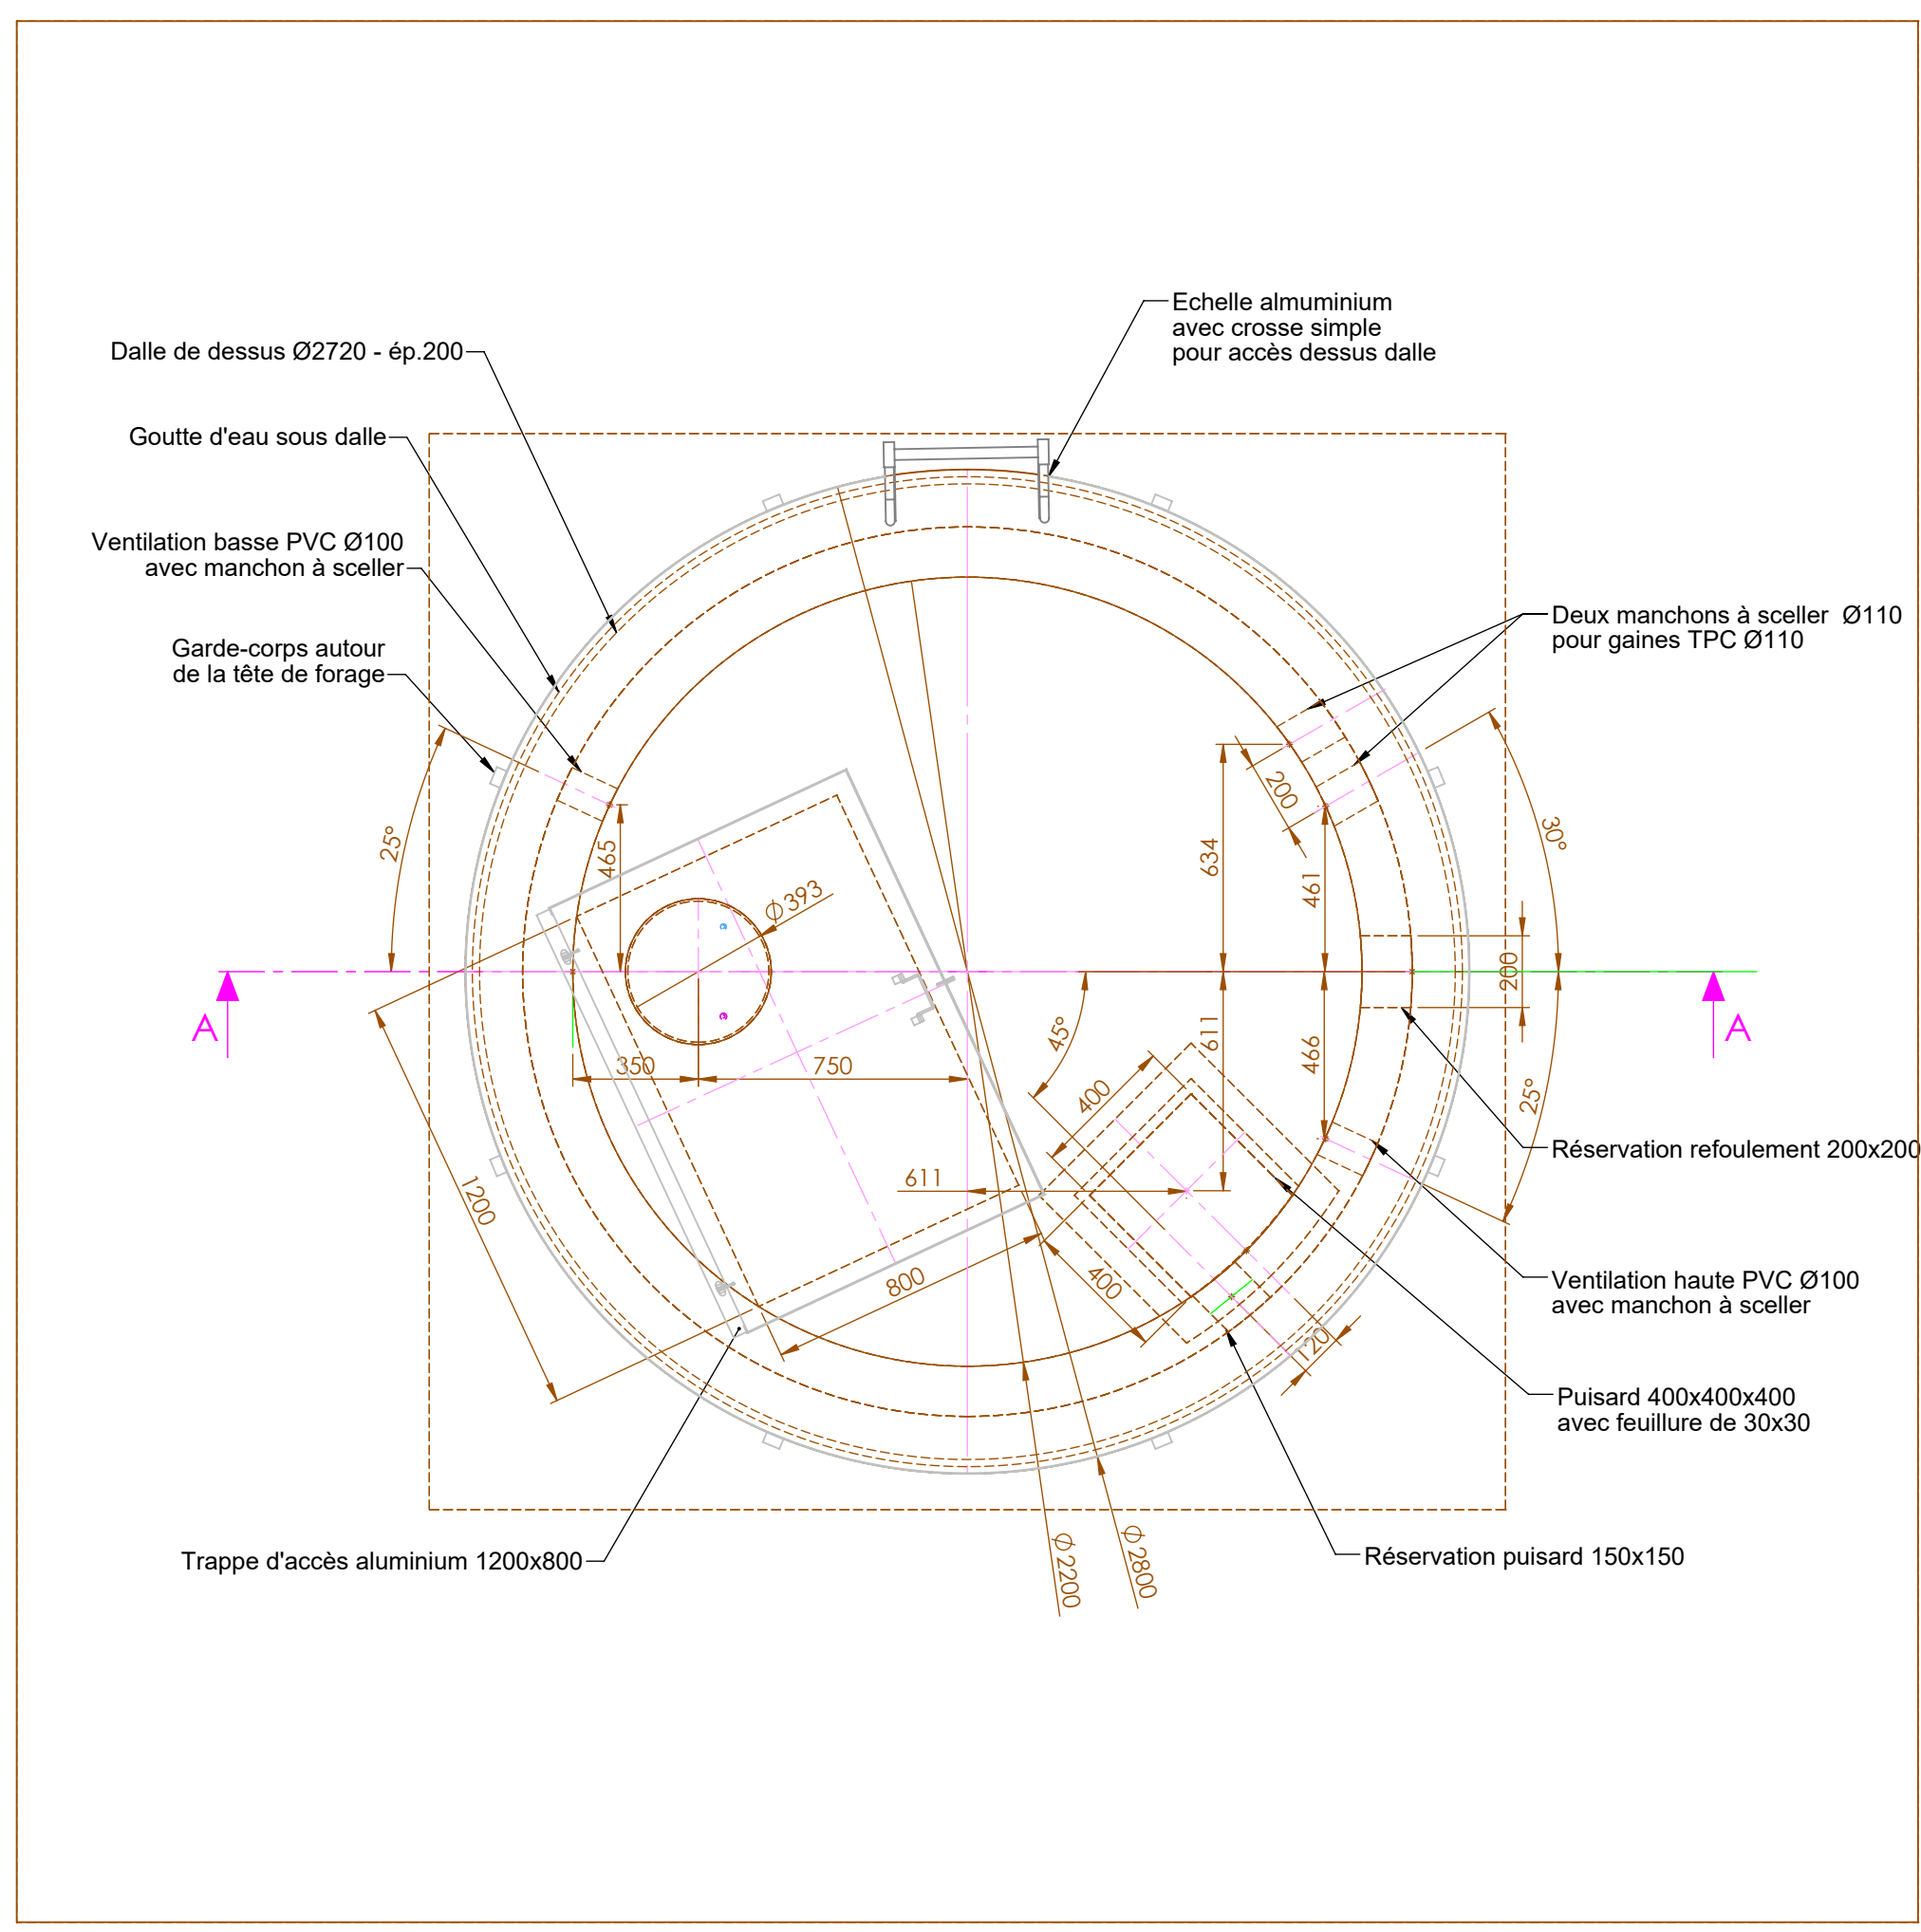 Echelle almuminium
avec crosse simple
pour accès dessus dalle
Dalle de dessus Ø2720 - ép.200
Goutte d'eau sous dalle
Ventilation basse PVC Ø100
avec manchon à sceller
Deux manchons à sceller  Ø110
pour gaines TPC Ø110
Garde-corps autour
de la tête de forage
25°
465
Ø393
200
634
461
30°
A
A
350
750
45°
611
466
200
25°
400
Réservation refoulement 200x200
1200
611
800
400
120
Ventilation haute PVC Ø100
avec manchon à sceller
Puisard 400x400x400
avec feuillure de 30x30
Trappe d'accès aluminium 1200x800
Ø2200
Ø2800
Réservation puisard 150x150